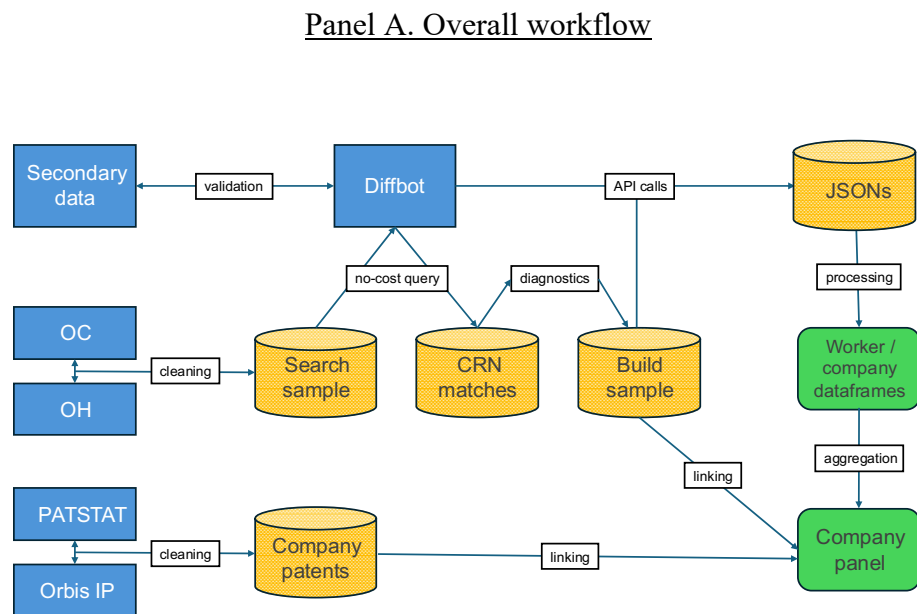 Panel A. Overall workflow
Secondary
data
validation
Diffbot
API calls
JSONs
no-cost query
diagnostics
processing
OC
OH
cleaning
Search
sample
CRN
matches
Build
sample
Worker /
company
dataframes
linking
aggregation
PATSTAT
Orbis IP
cleaning
Company
patents
linking
Company
panel